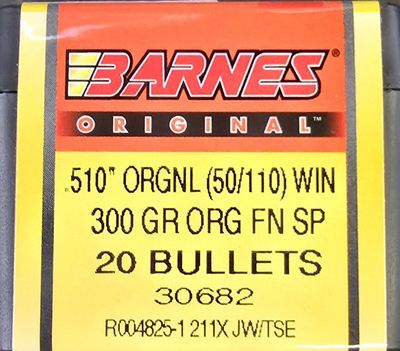 BARNES®
ORIGINAL™
.510" ORGNL (50/110) WIN
300 GR ORG FN SP
20 BULLETS
30682
R004825-1 211X JW/TSE